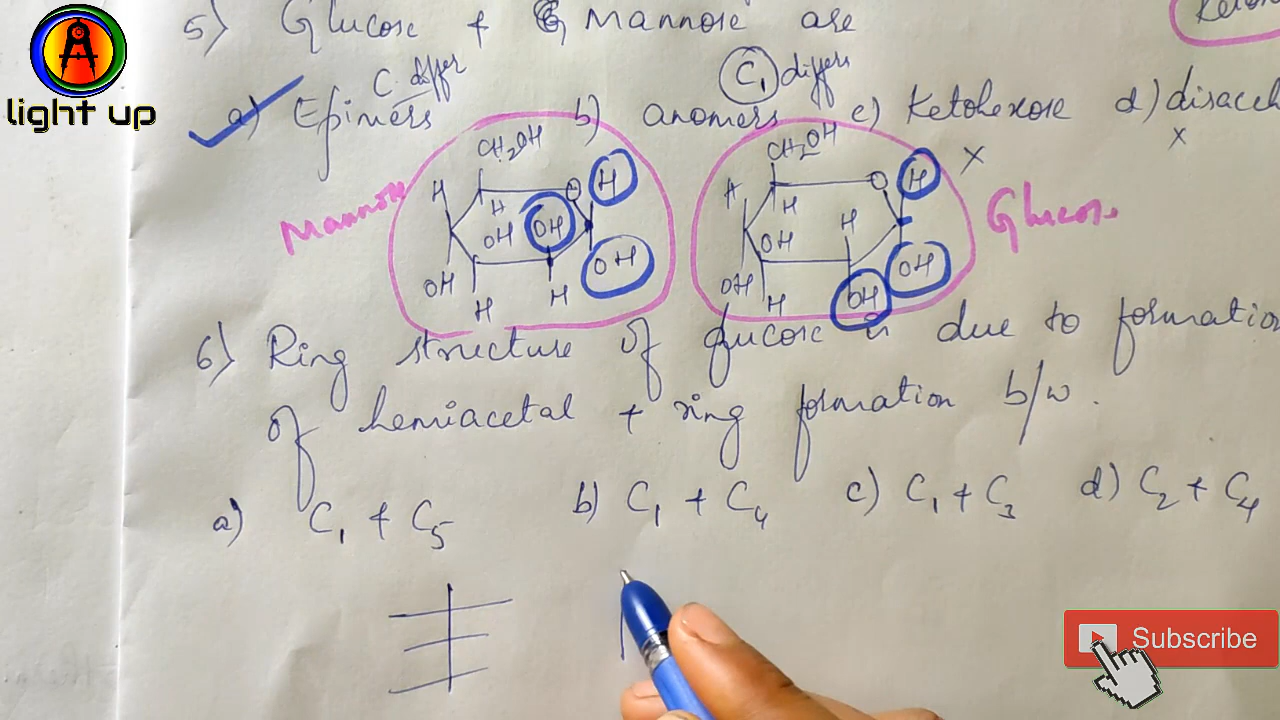 5) Glucose + Mannose are
light up
a) Epimers C. differ b) anomers C1 differs c) Ketohexose d) disacch
x
Mannose
CH2OH
H
H
O
H
OH
OH
OH
OH
H
H
CH2OH
H
H
O
H
x
OH
H
OH
OH
H
OH
Glucose
6) Ring structure of glucose is due to formation
of hemiacetal + ring formation b/w.
a) C1 + C5 b) C1 + C4 c) C1 + C3 d) C2 + C4
Subscribe